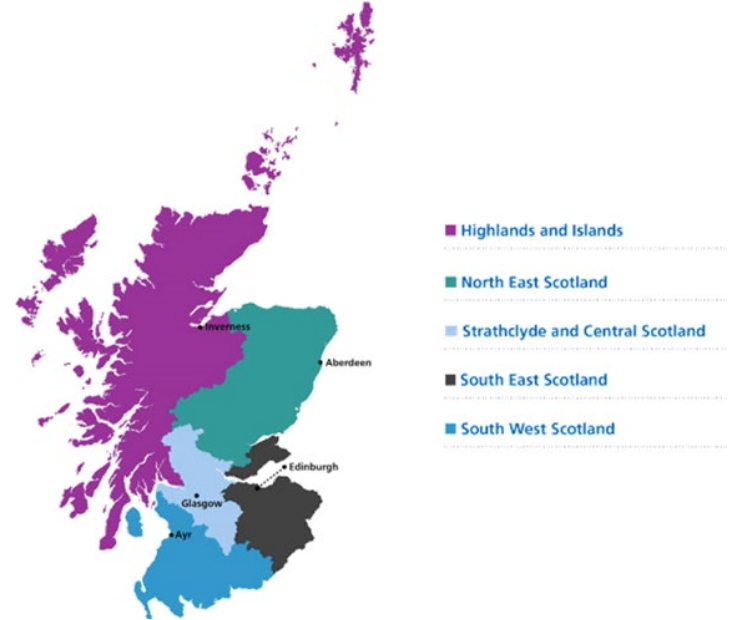 Highlands and Islands
North East Scotland
Inverness
Strathclyde and Central Scotland
Aberdeen
South East Scotland
South West Scotland
Edinburgh
Glasgow
Ayr